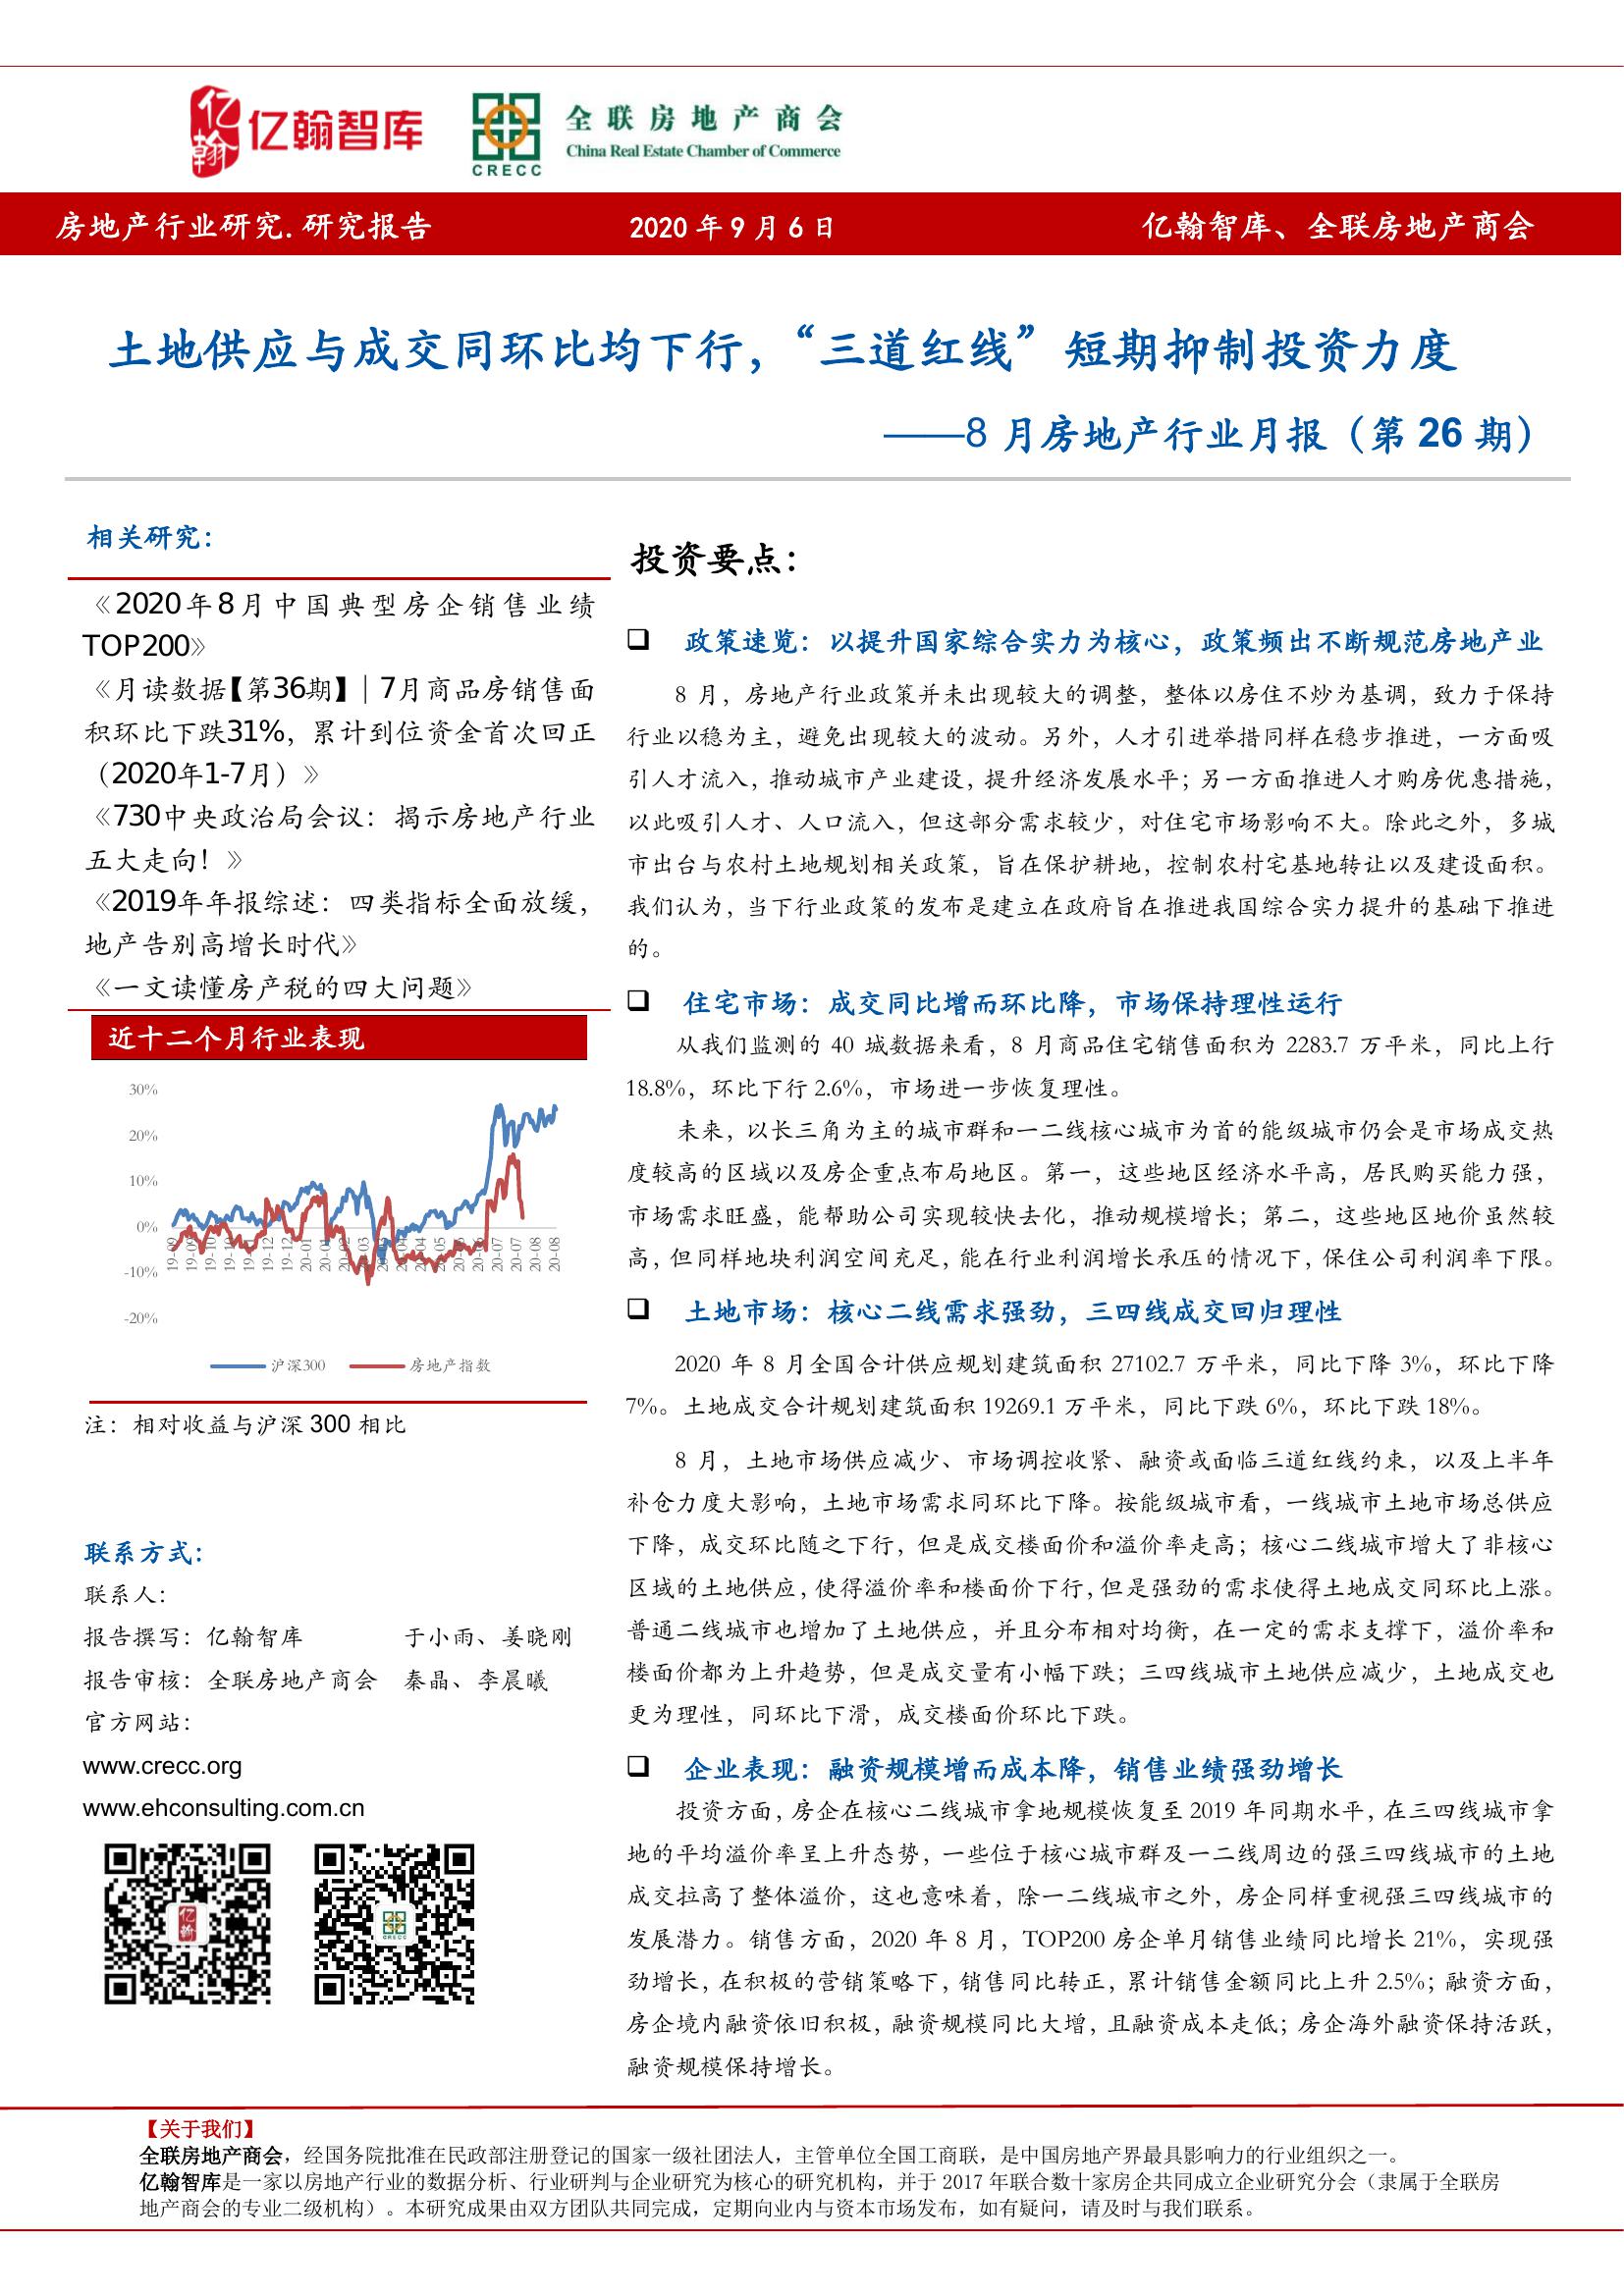 亿翰智库
全联房地产商会
China Real Estate Chamber of Commerce
CRECC
房地产行业研究.研究报告 2020 年 9 月 6 日 亿翰智库、全联房地产商会
土地供应与成交同环比均下行，“三道红线”短期抑制投资力度
——8 月房地产行业月报（第 26 期）
相关研究：
《2020年8月中国典型房企销售业绩
TOP200》
《月读数据【第36期】｜7月商品房销售面
积环比下跌31%，累计到位资金首次回正
（2020年1-7月）》
《730中央政治局会议：揭示房地产行业
五大走向！》
《2019年年报综述：四类指标全面放缓，
地产告别高增长时代》
《一文读懂房产税的四大问题》
近十二个月行业表现
30%
20%
10%
0%
-10%
-20%
19-09 19-09 19-10 19-10 19-11 19-12 19-12 20-01 20-01 20-02 20-03 20-03 20-04 20-04 20-05 20-05 20-06 20-07 20-07 20-08 20-08
沪深300 房地产指数
注：相对收益与沪深 300 相比
联系方式：
联系人：
报告撰写：亿翰智库 于小雨、姜晓刚
报告审核：全联房地产商会 秦晶、李晨曦
官方网站：
www.crecc.org
www.ehconsulting.com.cn
投资要点：
❑ 政策速览：以提升国家综合实力为核心，政策频出不断规范房地产业
8 月，房地产行业政策并未出现较大的调整，整体以房住不炒为基调，致力于保持
行业以稳为主，避免出现较大的波动。另外，人才引进举措同样在稳步推进，一方面吸
引人才流入，推动城市产业建设，提升经济发展水平；另一方面推进人才购房优惠措施，
以此吸引人才、人口流入，但这部分需求较少，对住宅市场影响不大。除此之外，多城
市出台与农村土地规划相关政策，旨在保护耕地，控制农村宅基地转让以及建设面积。
我们认为，当下行业政策的发布是建立在政府旨在推进我国综合实力提升的基础下推进
的。
❑ 住宅市场：成交同比增而环比降，市场保持理性运行
从我们监测的 40 城数据来看，8 月商品住宅销售面积为 2283.7 万平米，同比上行
18.8%，环比下行 2.6%，市场进一步恢复理性。
未来，以长三角为主的城市群和一二线核心城市为首的能级城市仍会是市场成交热
度较高的区域以及房企重点布局地区。第一，这些地区经济水平高，居民购买能力强，
市场需求旺盛，能帮助公司实现较快去化，推动规模增长；第二，这些地区地价虽然较
高，但同样地块利润空间充足，能在行业利润增长承压的情况下，保住公司利润率下限。
❑ 土地市场：核心二线需求强劲，三四线成交回归理性
2020 年 8 月全国合计供应规划建筑面积 27102.7 万平米，同比下降 3%，环比下降
7%。土地成交合计规划建筑面积 19269.1 万平米，同比下跌 6%，环比下跌 18%。
8 月，土地市场供应减少、市场调控收紧、融资或面临三道红线约束，以及上半年
补仓力度大影响，土地市场需求同环比下降。按能级城市看，一线城市土地市场总供应
下降，成交环比随之下行，但是成交楼面价和溢价率走高；核心二线城市增大了非核心
区域的土地供应，使得溢价率和楼面价下行，但是强劲的需求使得土地成交同环比上涨。
普通二线城市也增加了土地供应，并且分布相对均衡，在一定的需求支撑下，溢价率和
楼面价都为上升趋势，但是成交量有小幅下跌；三四线城市土地供应减少，土地成交也
更为理性，同环比下滑，成交楼面价环比下跌。
❑ 企业表现：融资规模增而成本降，销售业绩强劲增长
投资方面，房企在核心二线城市拿地规模恢复至 2019 年同期水平，在三四线城市拿
地的平均溢价率呈上升态势，一些位于核心城市群及一二线周边的强三四线城市的土地
成交拉高了整体溢价，这也意味着，除一二线城市之外，房企同样重视强三四线城市的
发展潜力。销售方面，2020 年 8 月，TOP200 房企单月销售业绩同比增长 21%，实现强
劲增长，在积极的营销策略下，销售同比转正，累计销售金额同比上升 2.5%；融资方面，
房企境内融资依旧积极，融资规模同比大增，且融资成本走低；房企海外融资保持活跃，
融资规模保持增长。
【关于我们】
全联房地产商会，经国务院批准在民政部注册登记的国家一级社团法人，主管单位全国工商联，是中国房地产界最具影响力的行业组织之一。
亿翰智库是一家以房地产行业的数据分析、行业研判与企业研究为核心的研究机构，并于 2017 年联合数十家房企共同成立企业研究分会（隶属于全联房
地产商会的专业二级机构）。本研究成果由双方团队共同完成，定期向业内与资本市场发布，如有疑问，请及时与我们联系。